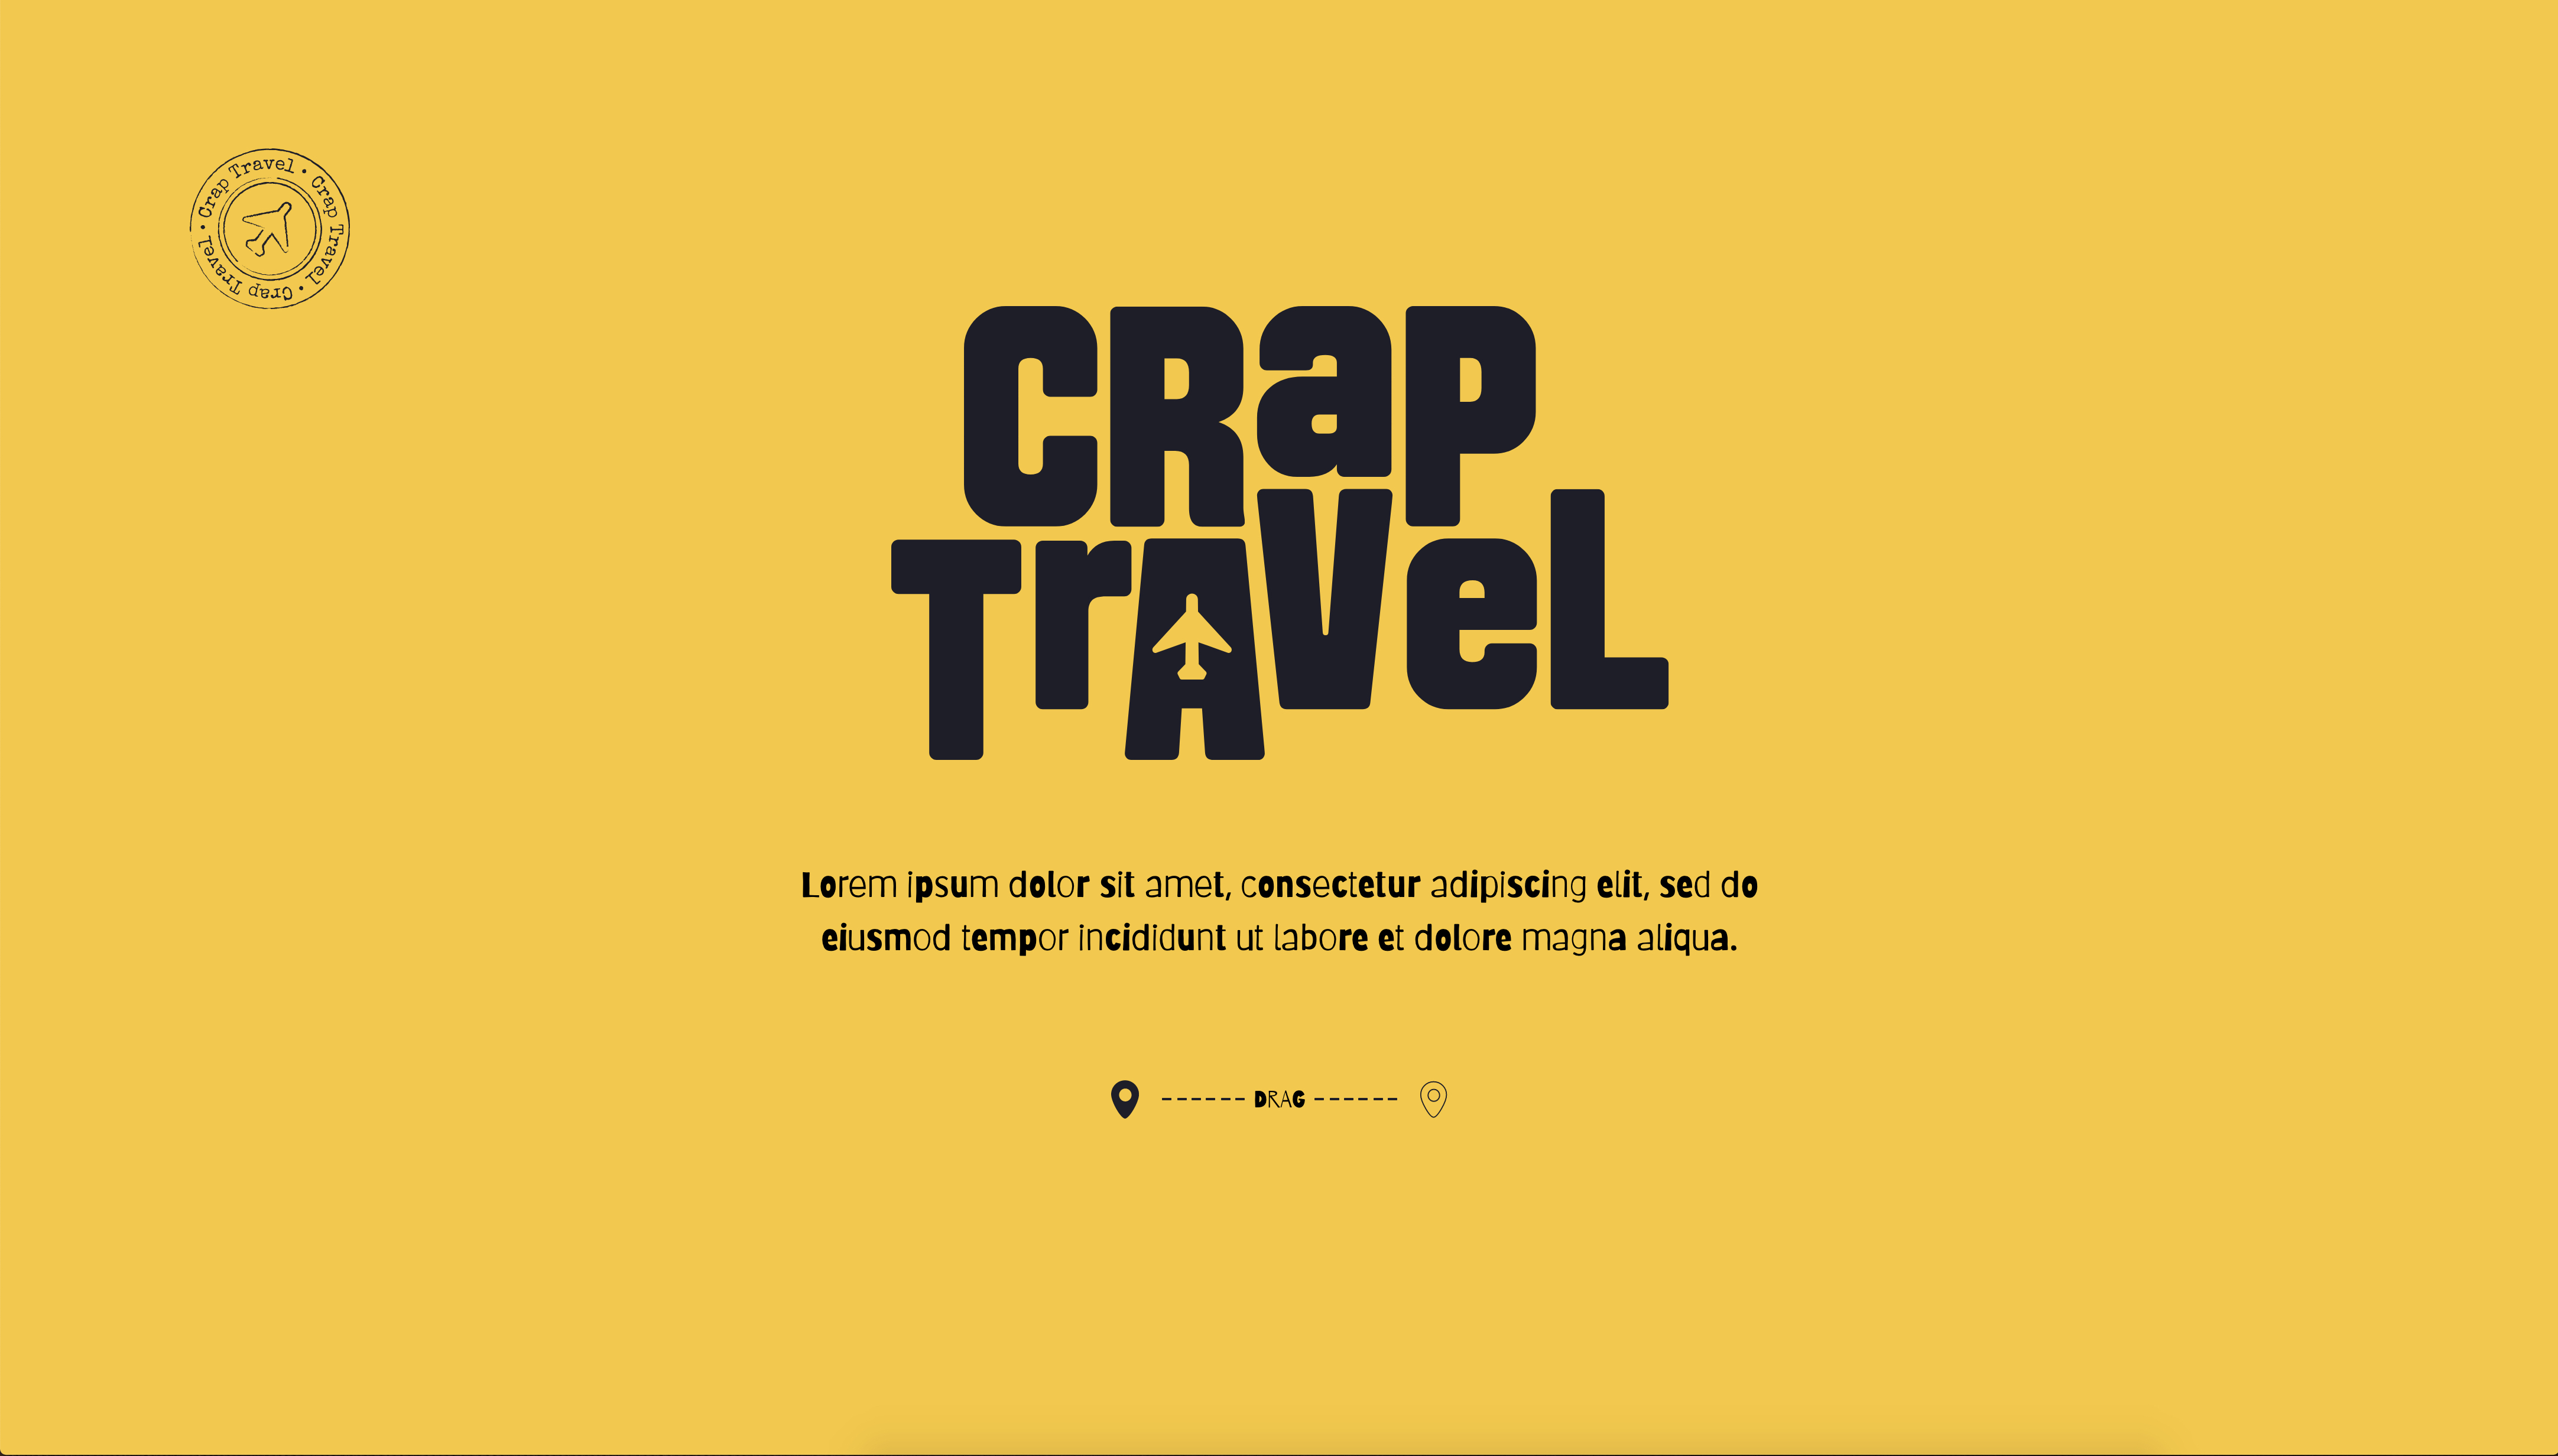 Crap Travel • Crap Travel • Crap Travel •
CRaP
TrAVeL
Lorem ipsum dolor sit amet, consectetur adipiscing elit, sed do
eiusmod tempor incididunt ut labore et dolore magna aliqua.
DRAG